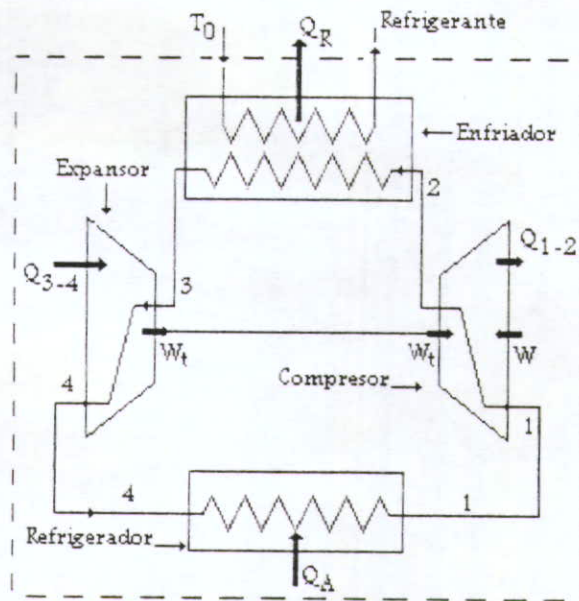 T0
QR
Refrigerante
Enfriador
Expansor
2
Q3-4
Q1-2
3
Wt
Wt
W
4
Compresor
1
4
1
Refrigerador
QA